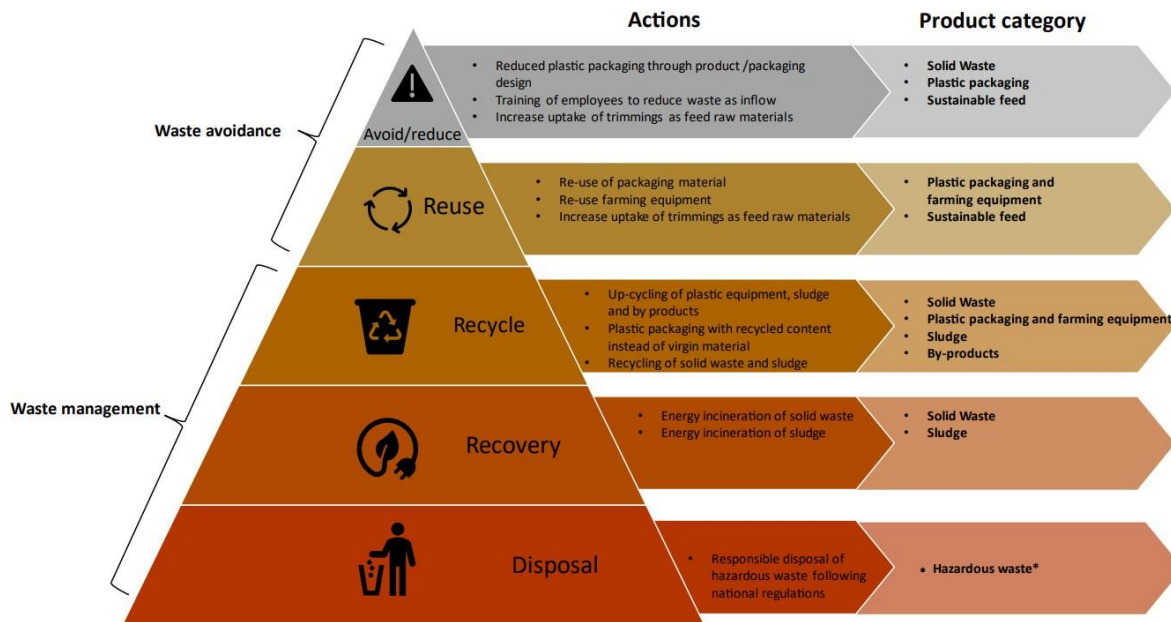 Actions
Product category
Waste avoidance
Avoid/reduce
• Reduced plastic packaging through product /packaging
design
• Training of employees to reduce waste as inflow
• Increase uptake of trimmings as feed raw materials
• Solid Waste
• Plastic packaging
• Sustainable feed
Reuse
• Re-use of packaging material
• Re-use farming equipment
• Increase uptake of trimmings as feed raw materials
• Plastic packaging and
farming equipment
• Sustainable feed
Waste management
Recycle
• Up-cycling of plastic equipment, sludge
and by products
• Plastic packaging with recycled content
instead of virgin material
• Recycling of solid waste and sludge
• Solid Waste
• Plastic packaging and farming equipment
• Sludge
• By-products
Recovery
• Energy incineration of solid waste
• Energy incineration of sludge
• Solid Waste
• Sludge
Disposal
• Responsible disposal of
hazardous waste following
national regulations
• Hazardous waste*